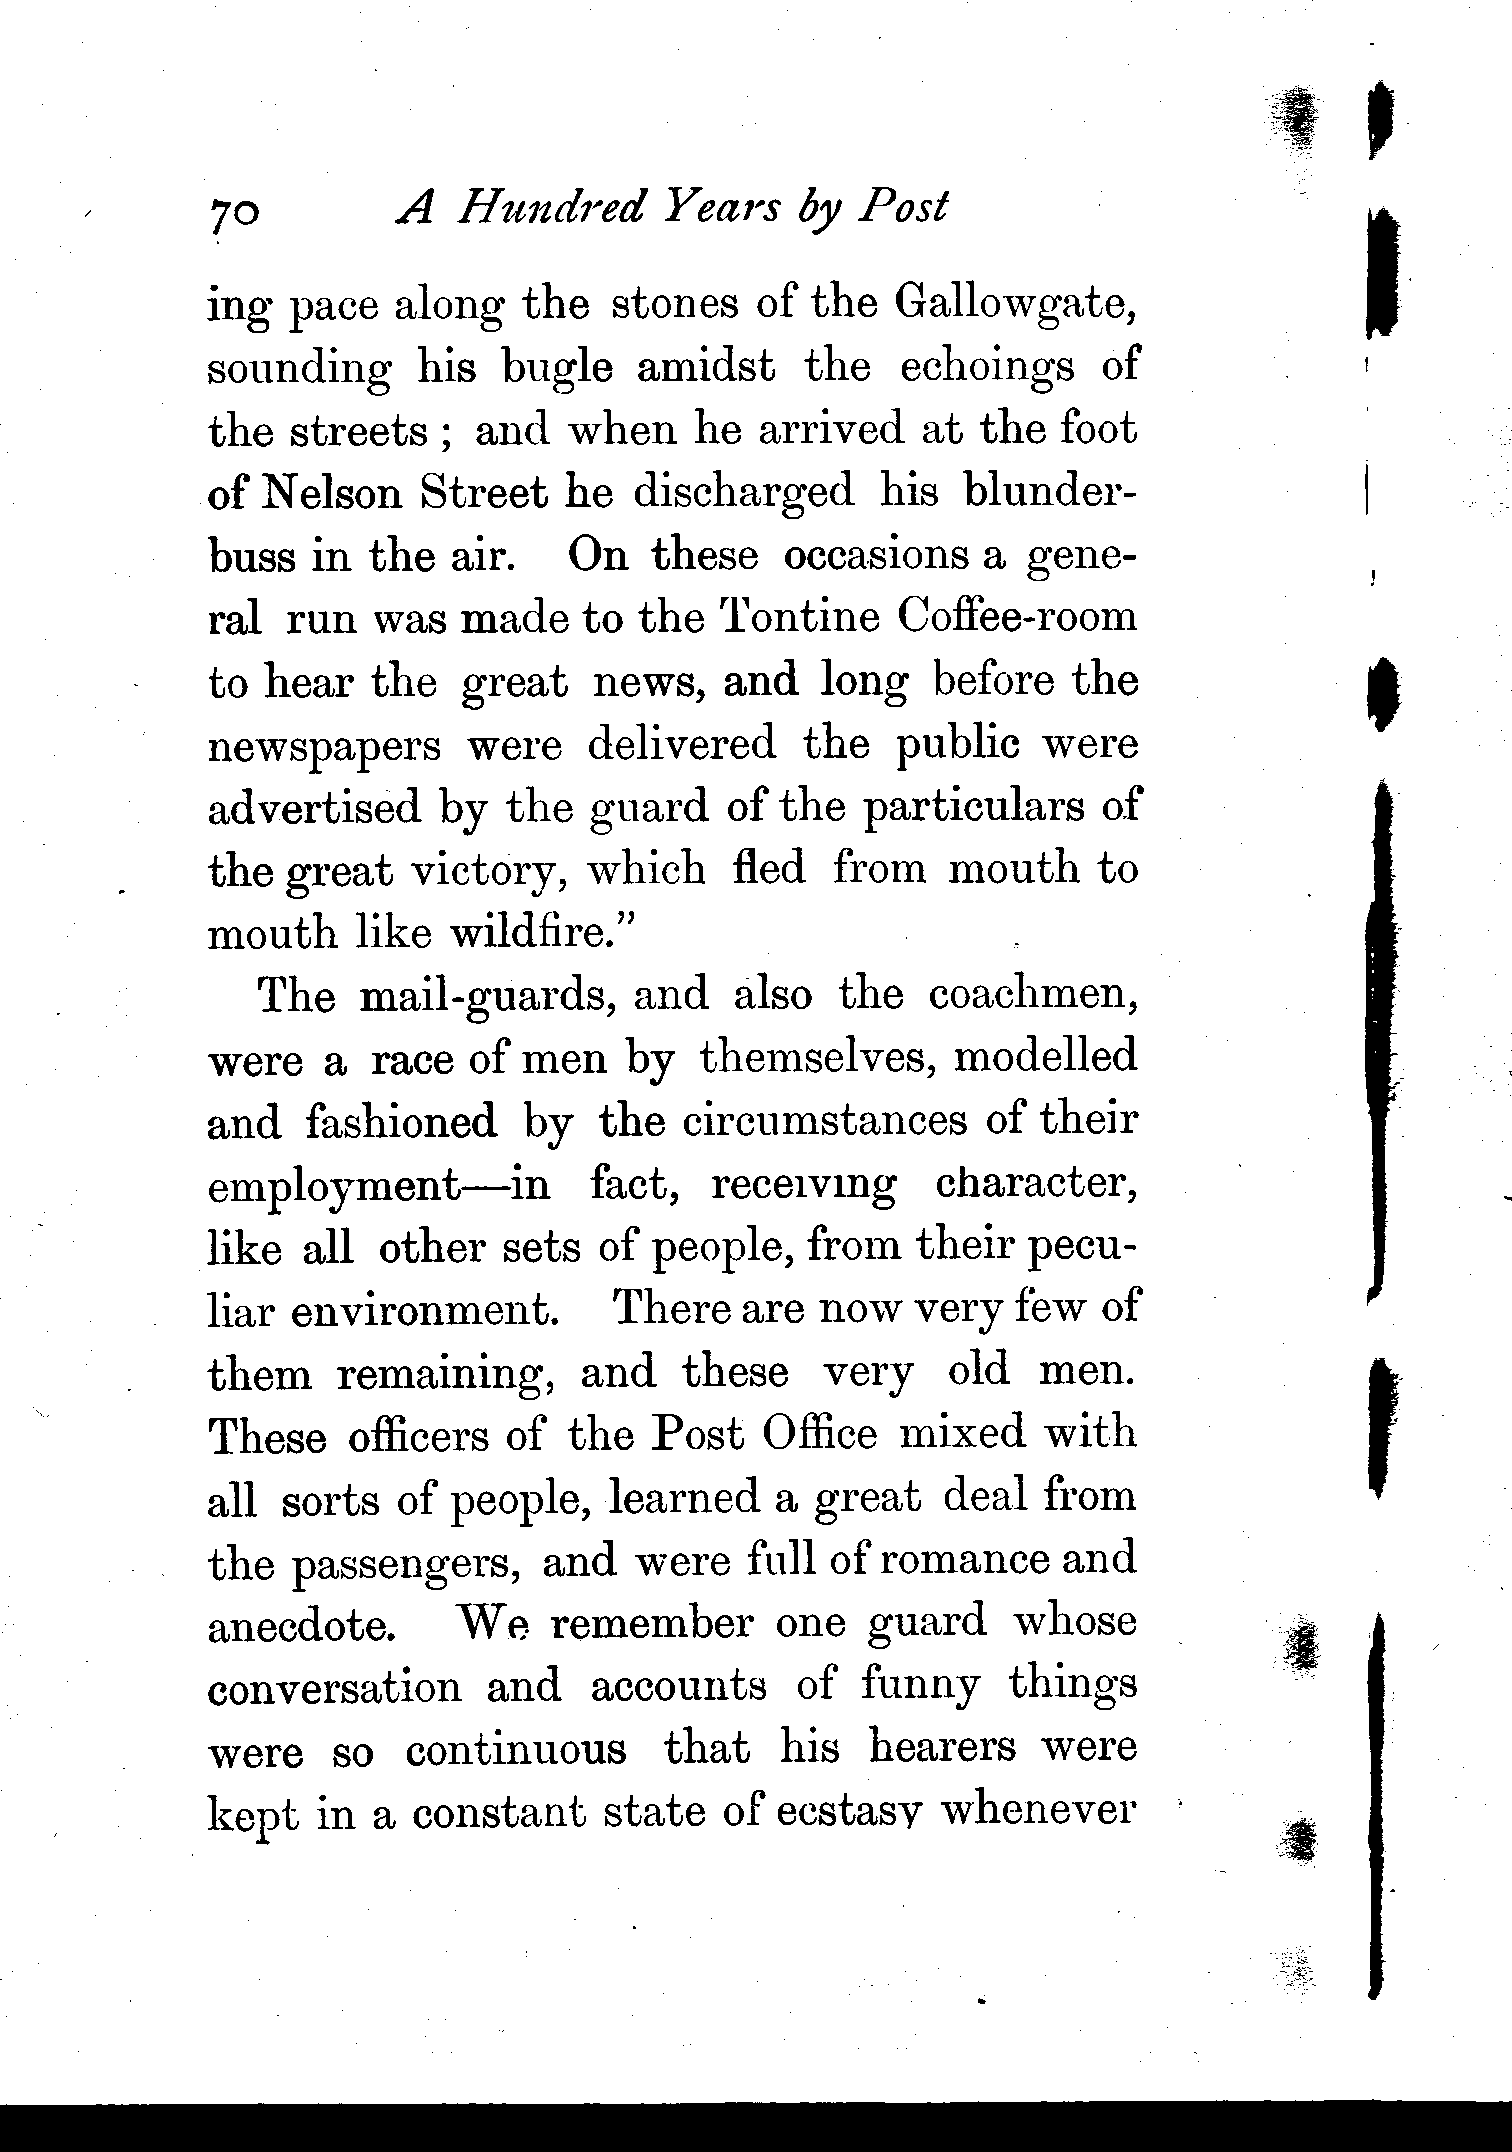 70 A Hundred Years by Post
ing pace along the stones of the Gallowgate,
sounding his bugle amidst the echoings of
the streets ; and when he arrived at the foot
of Nelson Street he discharged his blunder-
buss in the air. On these occasions a gene-
ral run was made to the Tontine Coffee-room
to hear the great news, and long before the
newspapers were delivered the public were
advertised by the guard of the particulars of
the great victory, which fled from mouth to
mouth like wildfire.”
The mail-guards, and also the coachmen,
were a race of men by themselves, modelled
and fashioned by the circumstances of their
employment—in fact, receiving character,
like all other sets of people, from their pecu-
liar environment. There are now very few of
them remaining, and these very old men.
These officers of the Post Office mixed with
all sorts of people, learned a great deal from
the passengers, and were full of romance and
anecdote. We remember one guard whose
conversation and accounts of funny things
were so continuous that his hearers were
kept in a constant state of ecstasy whenever